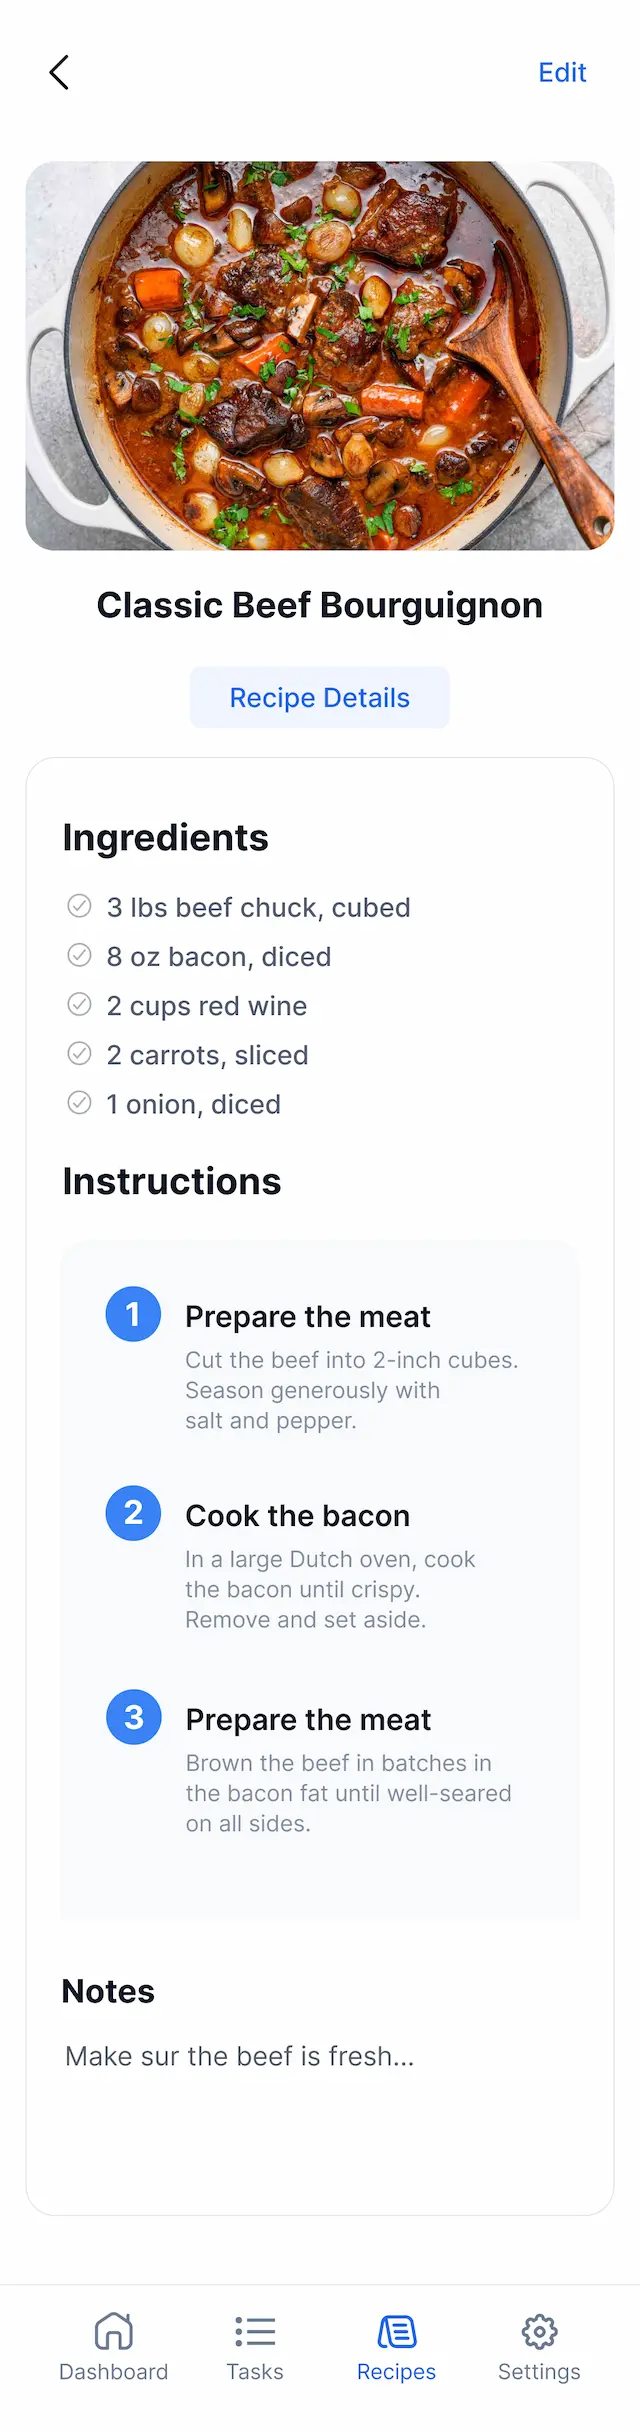 Edit
Classic Beef Bourguignon
Recipe Details
Ingredients
3 lbs beef chuck, cubed
8 oz bacon, diced
2 cups red wine
2 carrots, sliced
1 onion, diced
Instructions
1 Prepare the meat
Cut the beef into 2-inch cubes.
Season generously with
salt and pepper.
2 Cook the bacon
In a large Dutch oven, cook
the bacon until crispy.
Remove and set aside.
3 Prepare the meat
Brown the beef in batches in
the bacon fat until well-seared
on all sides.
Notes
Make sur the beef is fresh...
Dashboard Tasks Recipes Settings